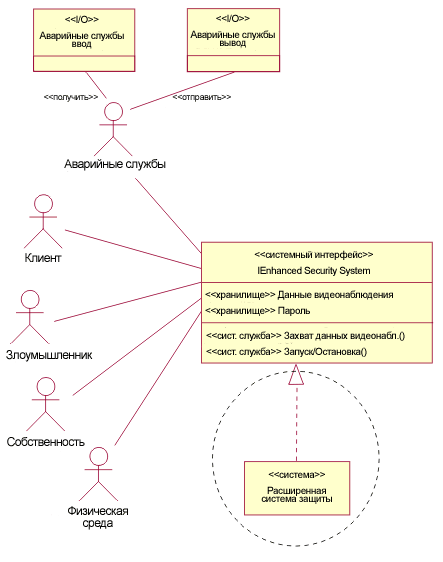 <<I/O>>
Аварийные службы
ввод
<<I/O>>
Аварийные службы
вывод
<<получить>>
<<отправить>>
Аварийные службы
Клиент
<<системный интерфейс>>
IEnhanced Security System
<<хранилище>> Данные видеонаблюдения
<<хранилище>> Пароль
<<сист. служба>> Захват данных видеонабл.()
<<сист. служба>> Запуск/Остановка()
Злоумышленник
Собственность
Физическая
среда
<<система>>
Расширенная
система защиты